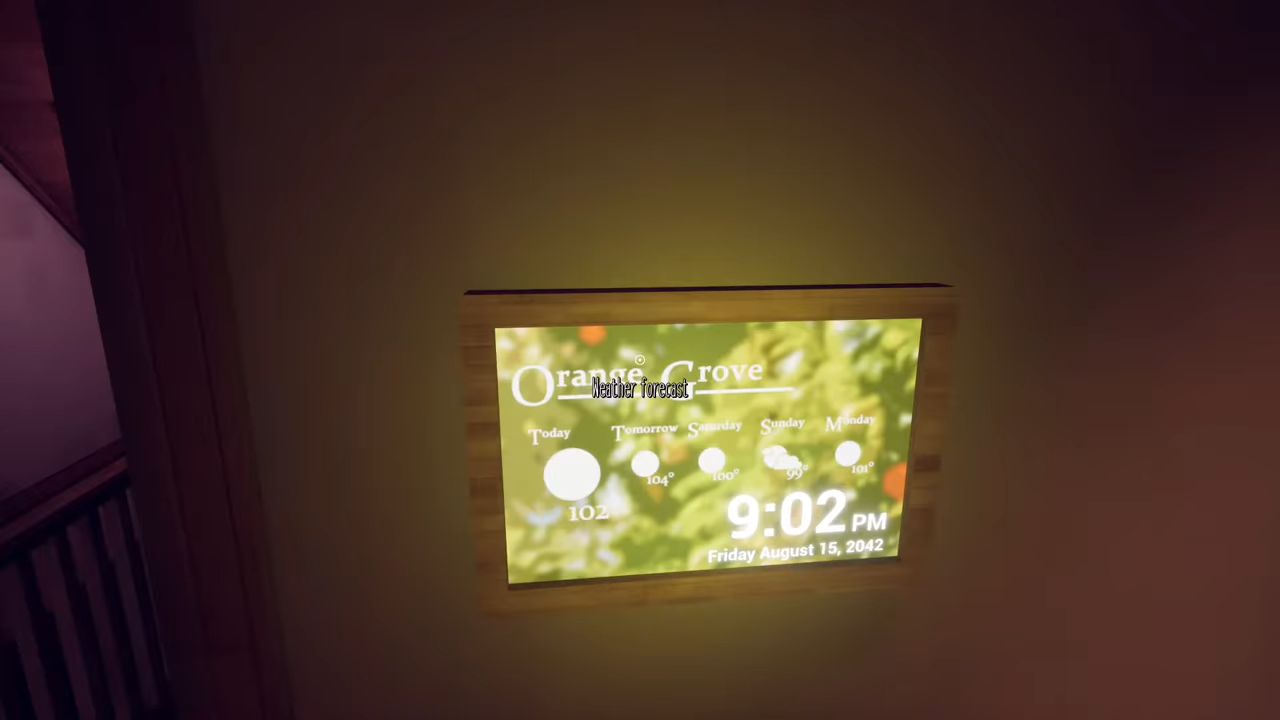 Orange Grove
Weather forecast
Today Tomorrow Saturday Sunday Monday
104° 100° 99° 101°
102
9:02 PM
Friday August 15, 2042